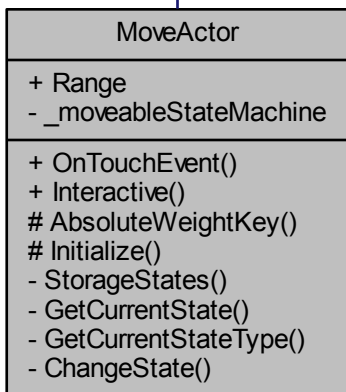 MoveActor
+ Range
- _moveableStateMachine
+ OnTouchEvent()
+ Interactive()
# AbsoluteWeightKey()
# Initialize()
- StorageStates()
- GetCurrentState()
- GetCurrentStateType()
- ChangeState()